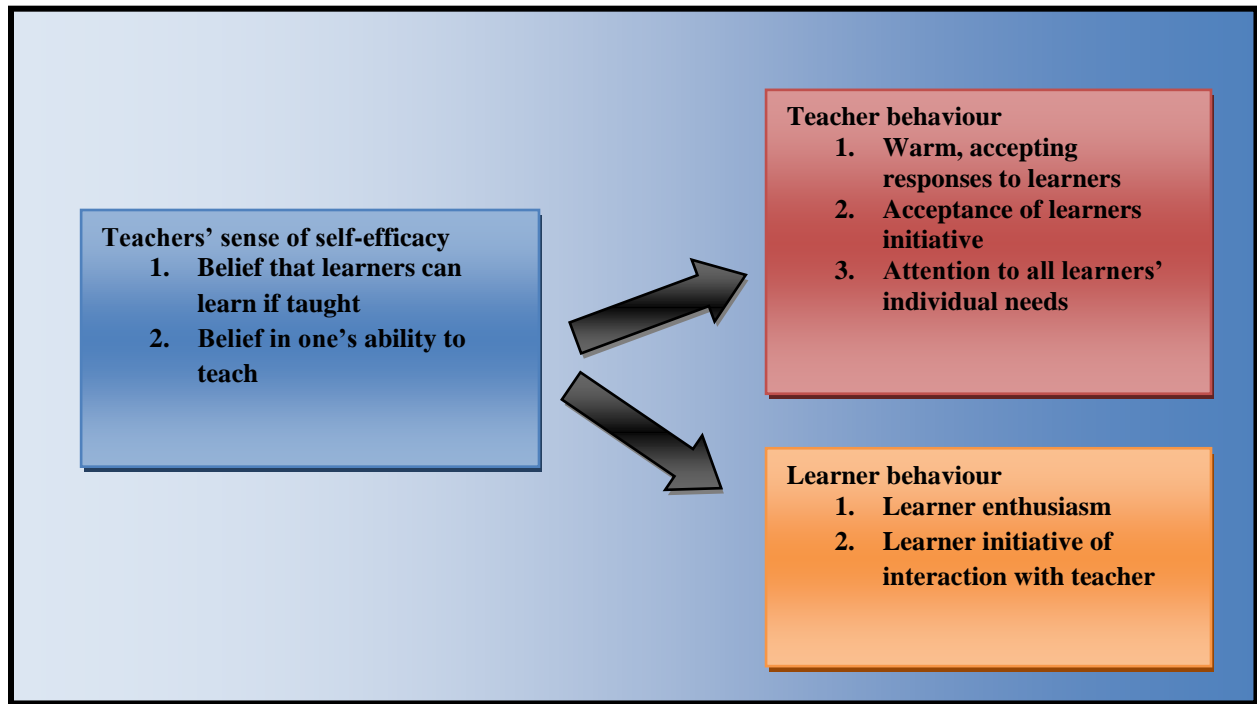 Teachers’ sense of self-efficacy
1. Belief that learners can
learn if taught
2. Belief in one’s ability to
teach
Teacher behaviour
1. Warm, accepting
responses to learners
2. Acceptance of learners
initiative
3. Attention to all learners’
individual needs
Learner behaviour
1. Learner enthusiasm
2. Learner initiative of
interaction with teacher